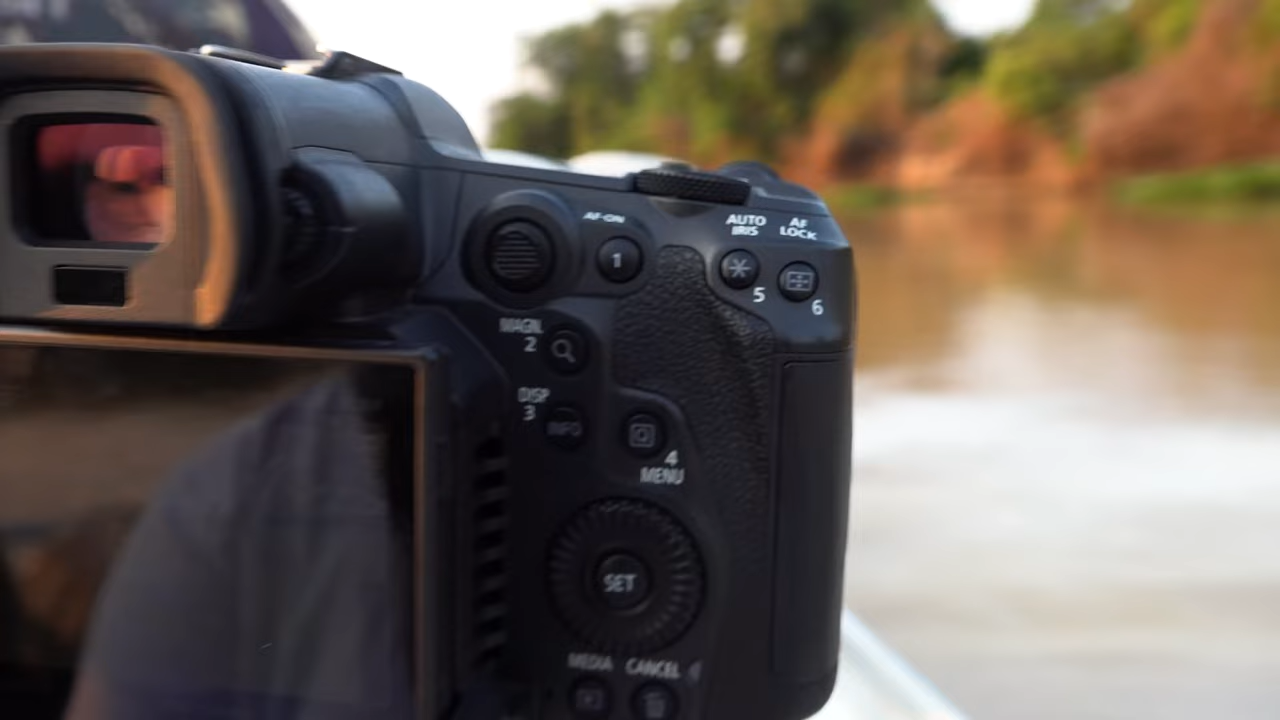 AF-ON
1
AUTO
IRIS
AF
LOCK
5
6
MAGN.
2
DISP
3
INFO
4
MENU
SET
MEDIA
CANCEL